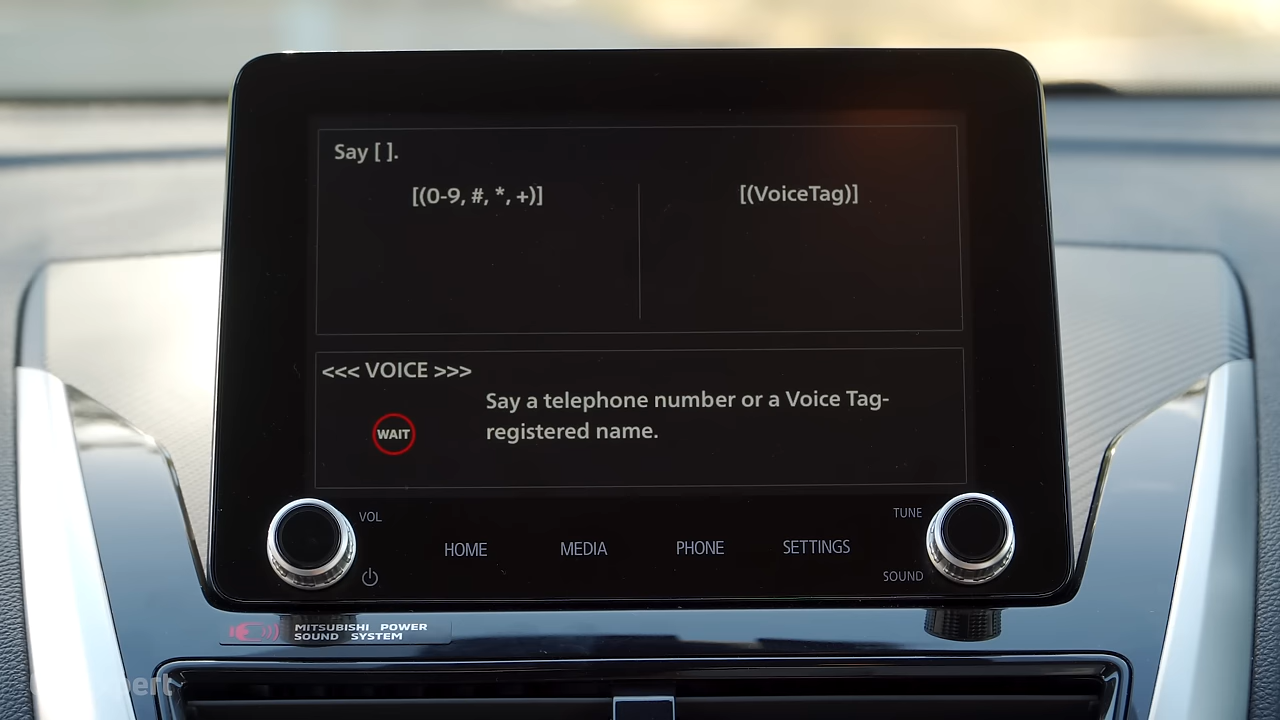 Say [ ].
[(0-9, #, *, +)]
[(VoiceTag)]
<<< VOICE >>>
Say a telephone number or a Voice Tag-
registered name.
WAIT
VOL
TUNE
HOME
MEDIA
PHONE
SETTINGS
SOUND
MITSUBISHI POWER
SOUND SYSTEM